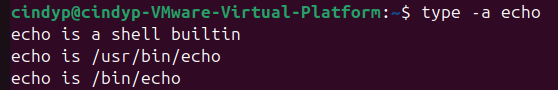 cindyp@cindyp-VMware-Virtual-Platform:~$ type -a echo
echo is a shell builtin
echo is /usr/bin/echo
echo is /bin/echo